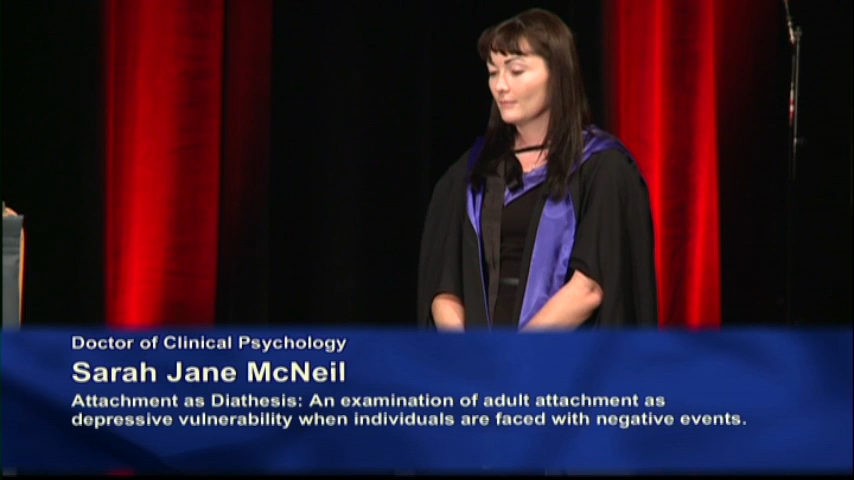 Doctor of Clinical Psychology
Sarah Jane McNeil
Attachment as Diathesis: An examination of adult attachment as
depressive vulnerability when individuals are faced with negative events.